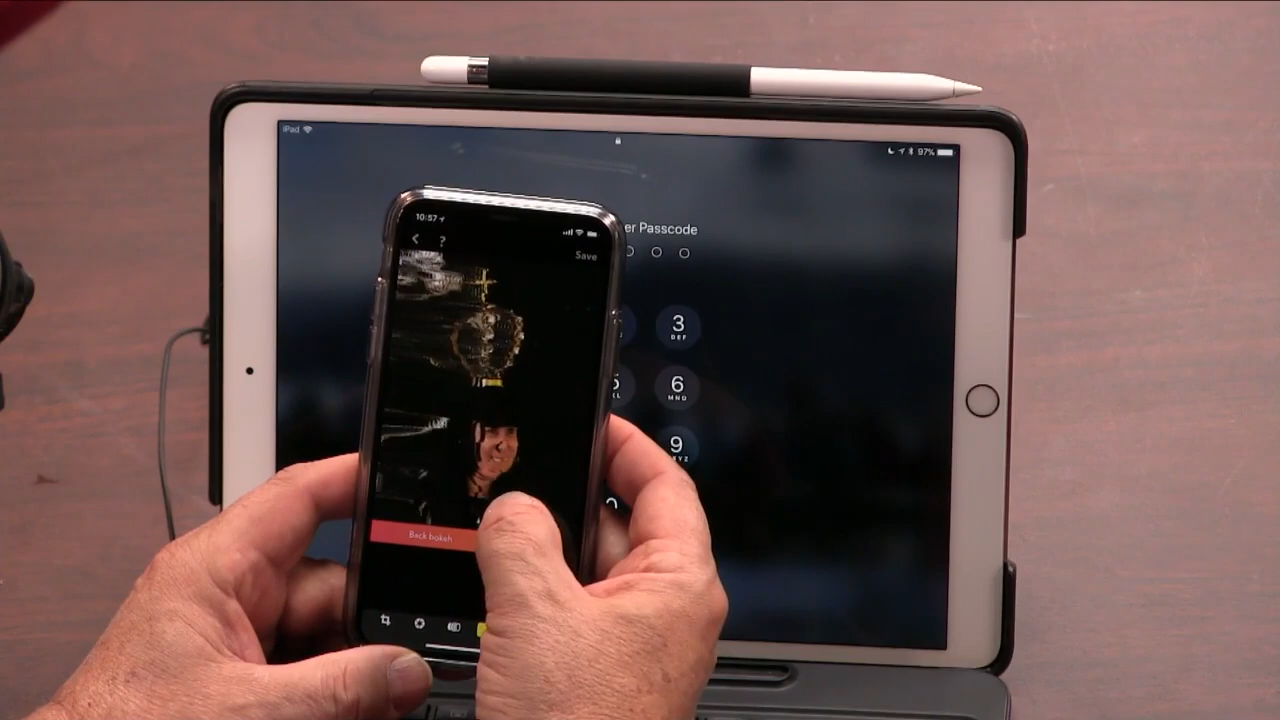 iPad
97%
er Passcode
10:57
?
Save
3
DEF
6
MNO
9
Back bokeh